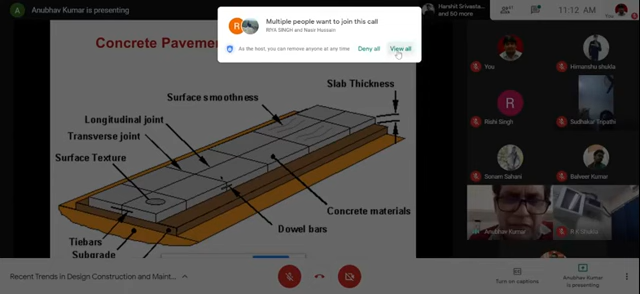 Anubhav Kumar is presenting
Multiple people want to join this call
RIYA SINGH and Nasir Hussain
As the host, you can remove anyone at any time
Deny all
View all
Harshil Srivastava...
and 50 more
11:12 AM
You
Concrete Pavemen
Slab Thickness
Surface smoothness
Longitudinal joint
Transverse joint
Surface Texture
Concrete materials
Dowel bars
Tiebars
Subgrade
You
Himanshu shukla
R
Rishi Singh
Sudhakar Tripathi
Sonam Sahani
Balveer Kumar
Anubhav Kumar
R K Shukla
Recent Trends in Design Construction and Maint...
Turn on captions
Anubhav Kumar
is presenting